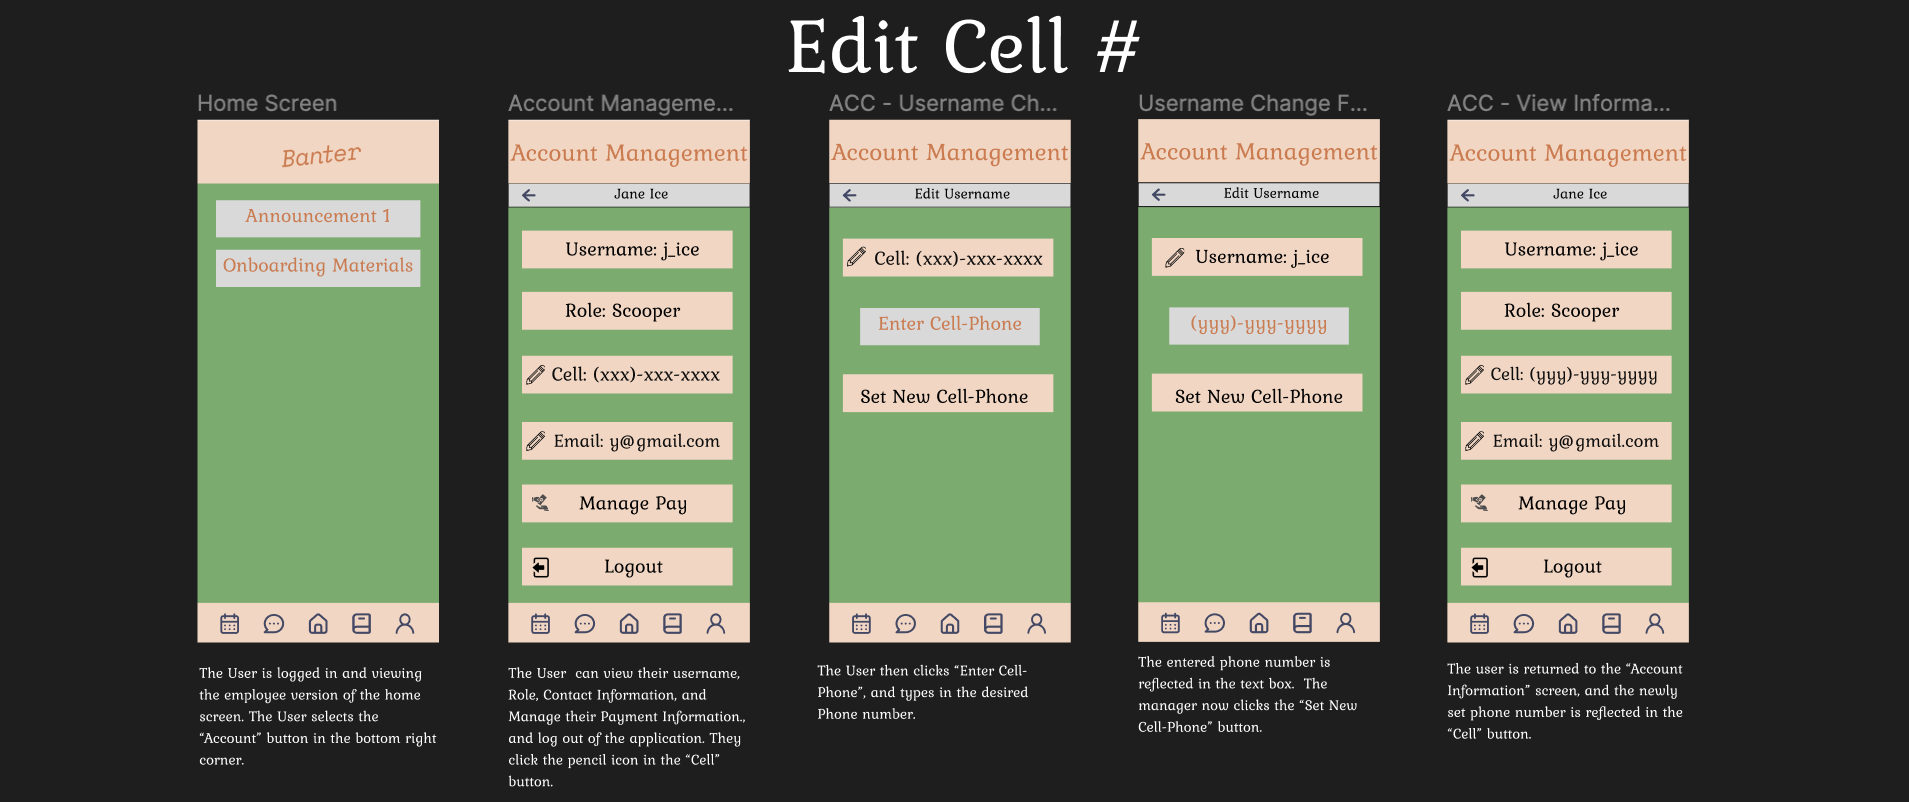 Edit Cell #
Home Screen
Banter
Announcement 1
Onboarding Materials
The User is logged in and viewing
the employee version of the home
screen. The User selects the
“Account” button in the bottom right
corner.
Account Manageme...
Account Management
Jane Ice
Username: j_ice
Role: Scooper
Cell: (xxx)-xxx-xxxx
Email: y@gmail.com
Manage Pay
Logout
The User  can view their username,
Role, Contact Information, and
Manage their Payment Information.,
and log out of the application. They
click the pencil icon in the “Cell”
button.
ACC - Username Ch...
Account Management
Edit Username
Cell: (xxx)-xxx-xxxx
Enter Cell-Phone
Set New Cell-Phone
The User then clicks “Enter Cell-
Phone”, and types in the desired
Phone number.
Username Change F...
Account Management
Edit Username
Username: j_ice
(yyy)-yyy-yyyy
Set New Cell-Phone
The entered phone number is
reflected in the text box.  The
manager now clicks the “Set New
Cell-Phone” button.
ACC - View Informa...
Account Management
Jane Ice
Username: j_ice
Role: Scooper
Cell: (yyy)-yyy-yyyy
Email: y@gmail.com
Manage Pay
Logout
The user is returned to the “Account
Information” screen, and the newly
set phone number is reflected in the
“Cell” button.